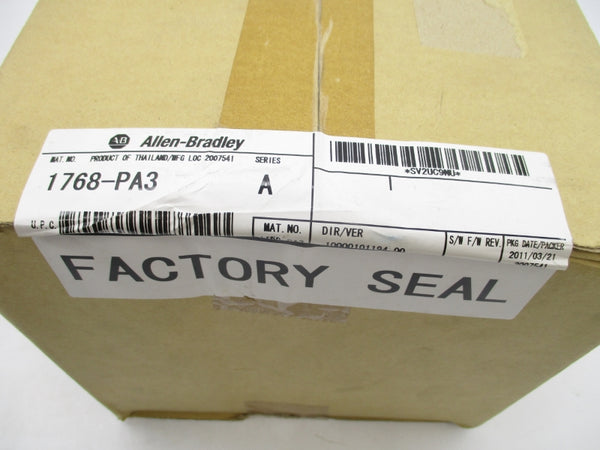 AB Allen-Bradley
MAT. NO. PRODUCT OF THAILAND/MFG LOC 2007541 SERIES
1768-PA3 A
*SV2UC9MU*
U.P.C.
MAT. NO. DIR/VER S/W F/W REV. PKG DATE/PACKER
2011/03/21
FACTORY SEAL